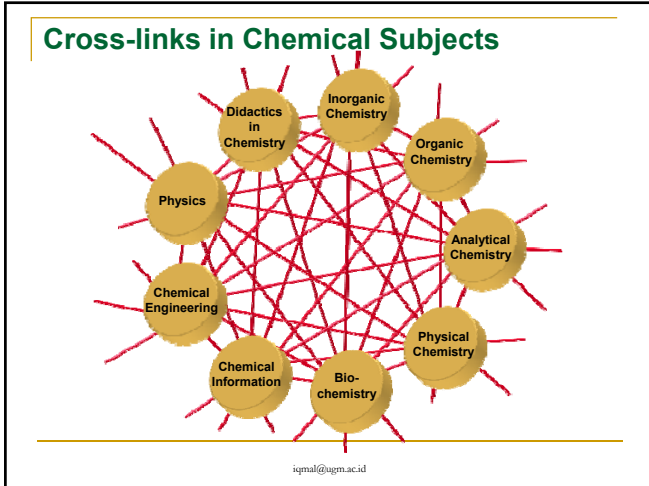 Cross-links in Chemical Subjects
Inorganic
Chemistry
Didactics
in
Chemistry
Organic
Chemistry
Physics
Analytical
Chemistry
Chemical
Engineering
Physical
Chemistry
Chemical
Information
Bio-
chemistry
iqmal@ugm.ac.id